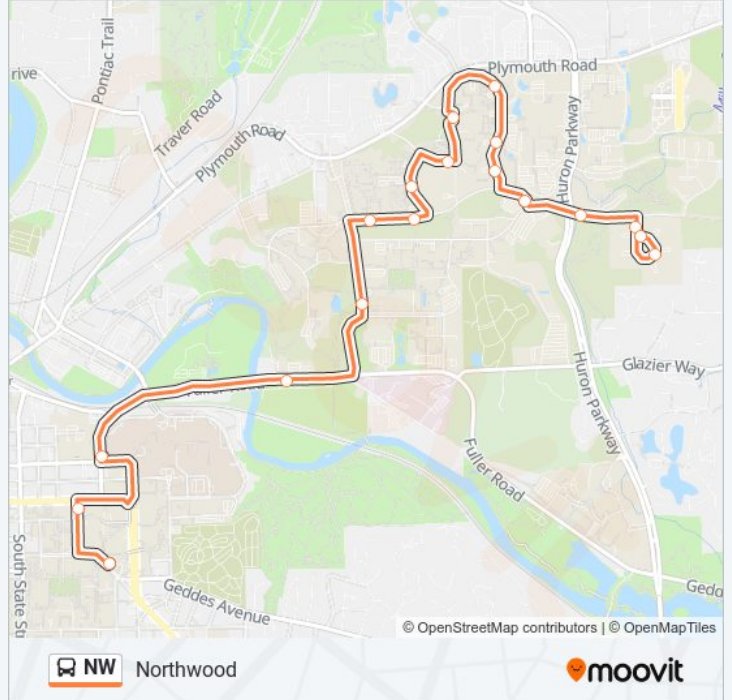 Plymouth Road
rive
Pontiac Trail
Traver Road
Plymouth Road
Huron Parkway
Glazier Way
Huron Parkway
Fuller Road
South State St
Geddes Avenue
Gedd
© OpenStreetMap contributors | © OpenMapTiles
NW Northwood
moovit